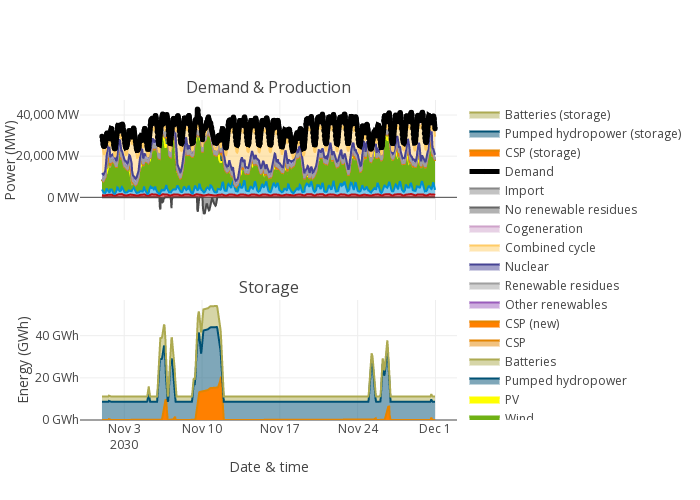 Demand & Production
Power (MW)
40,000 MW
20,000 MW
0 MW
Storage
Energy (GWh)
40 GWh
20 GWh
0 GWh
Nov 3
2030
Nov 10
Nov 17
Nov 24
Dec 1
Date & time
Batteries (storage)
Pumped hydropower (storage)
CSP (storage)
Demand
Import
No renewable residues
Cogeneration
Combined cycle
Nuclear
Renewable residues
Other renewables
CSP (new)
CSP
Batteries
Pumped hydropower
PV
Wind